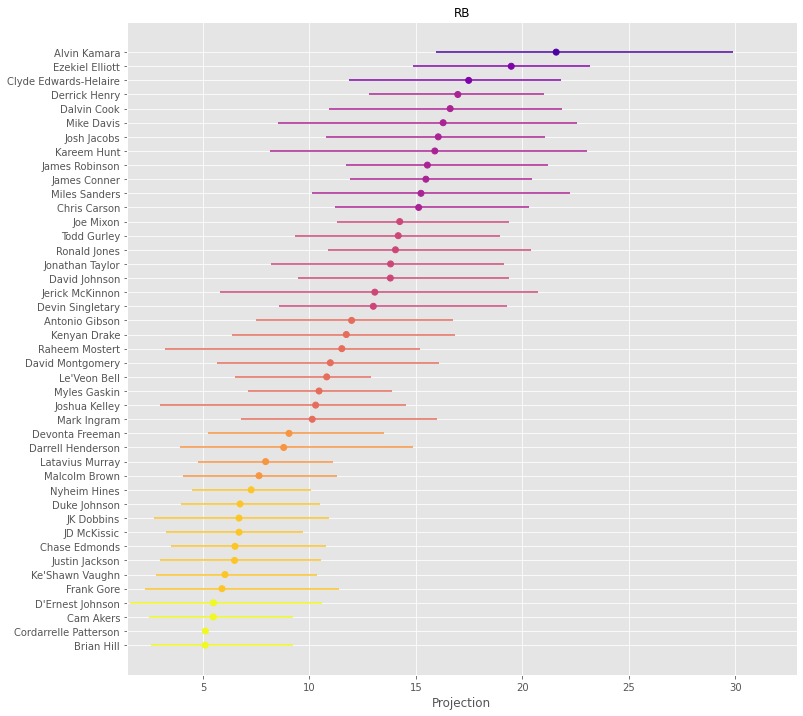 RB
Alvin Kamara
Ezekiel Elliott
Clyde Edwards-Helaire
Derrick Henry
Dalvin Cook
Mike Davis
Josh Jacobs
Kareem Hunt
James Robinson
James Conner
Miles Sanders
Chris Carson
Joe Mixon
Todd Gurley
Ronald Jones
Jonathan Taylor
David Johnson
Jerick McKinnon
Devin Singletary
Antonio Gibson
Kenyan Drake
Raheem Mostert
David Montgomery
Le'Veon Bell
Myles Gaskin
Joshua Kelley
Mark Ingram
Devonta Freeman
Darrell Henderson
Latavius Murray
Malcolm Brown
Nyheim Hines
Duke Johnson
JK Dobbins
JD McKissic
Chase Edmonds
Justin Jackson
Ke'Shawn Vaughn
Frank Gore
D'Ernest Johnson
Cam Akers
Cordarrelle Patterson
Brian Hill
5 10 15 20 25 30
Projection